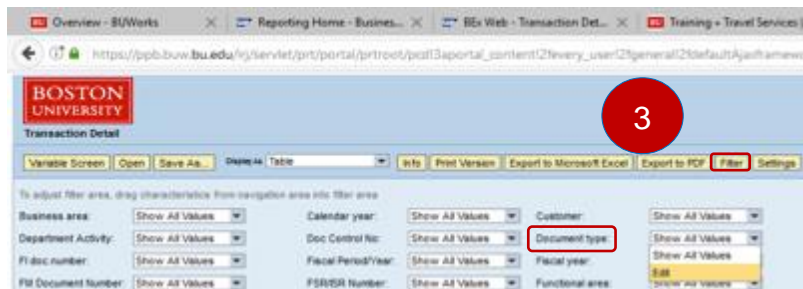 Overview - BUWorks
Reporting Home - Busines...
BEx Web - Transaction Det...
Training » Travel Services
https://ppb.buw.bu.edu/irj/servlet/prt/portal/prtroot/
BOSTON
UNIVERSITY
3
Transaction Detail
Variable Screen Open Save As... Display As Table Info Print Version Export to Microsoft Excel Export to PDF Filter Settings
To adjust filter area, drag characteristics from navigation area into filter area
Business area: Show All Values Calendar year: Show All Values Customer: Show All Values
Department Activity: Show All Values Doc Control No: Show All Values Document type: Show All Values
Show All Values
FI doc.number: Show All Values Fiscal Period/Year: Show All Values Fiscal year:
Edit
FM Document Number: Show All Values FSR/ISR Number: Show All Values Functional area: Show All Values